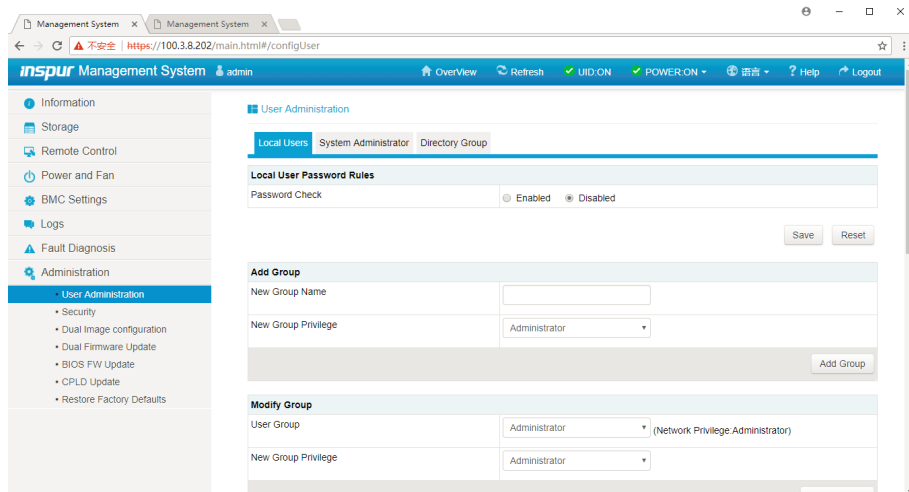 Management System
Management System
不安全 https://100.3.8.202/main.html#/configUser
inspur Management System admin OverView Refresh UID:ON POWER:ON 语言 Help Logout
Information
Storage
Remote Control
Power and Fan
BMC Settings
Logs
Fault Diagnosis
Administration
User Administration
Security
Dual Image configuration
Dual Firmware Update
BIOS FW Update
CPLD Update
Restore Factory Defaults
User Administration
Local Users System Administrator Directory Group
Local User Password Rules
Password Check Enabled Disabled
Save Reset
Add Group
New Group Name
New Group Privilege Administrator
Add Group
Modify Group
User Group Administrator (Network Privilege:Administrator)
New Group Privilege Administrator